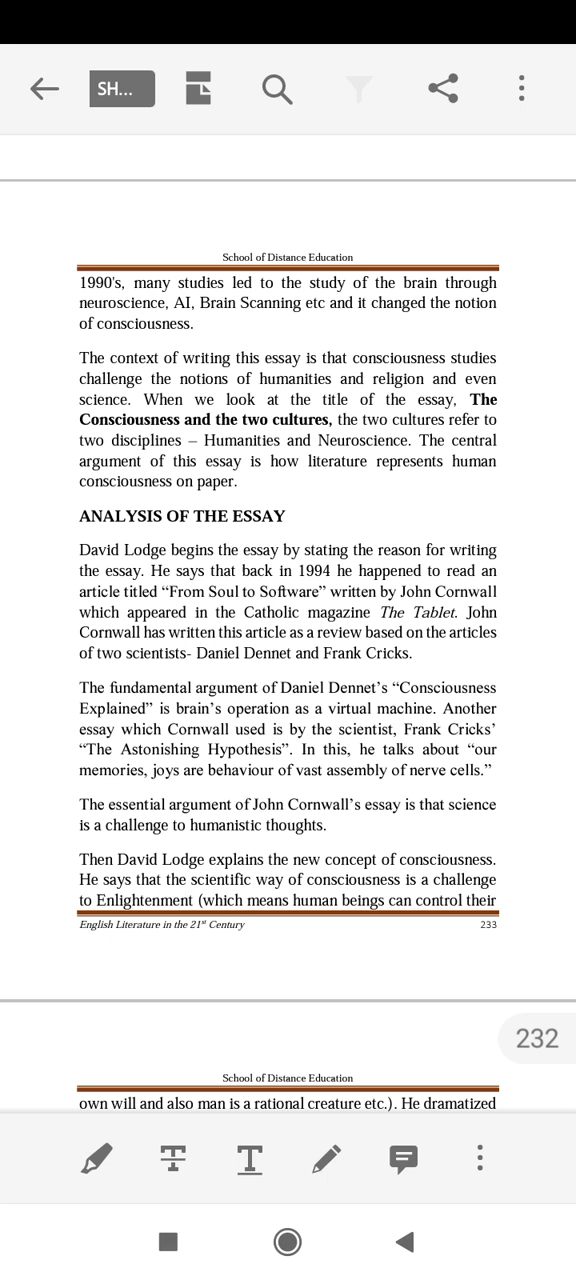 SH...
School of Distance Education
1990's, many studies led to the study of the brain through
neuroscience, AI, Brain Scanning etc and it changed the notion
of consciousness.
The context of writing this essay is that consciousness studies
challenge the notions of humanities and religion and even
science. When we look at the title of the essay, The
Consciousness and the two cultures, the two cultures refer to
two disciplines – Humanities and Neuroscience. The central
argument of this essay is how literature represents human
consciousness on paper.
ANALYSIS OF THE ESSAY
David Lodge begins the essay by stating the reason for writing
the essay. He says that back in 1994 he happened to read an
article titled “From Soul to Software” written by John Cornwall
which appeared in the Catholic magazine The Tablet. John
Cornwall has written this article as a review based on the articles
of two scientists- Daniel Dennet and Frank Cricks.
The fundamental argument of Daniel Dennet’s “Consciousness
Explained” is brain’s operation as a virtual machine. Another
essay which Cornwall used is by the scientist, Frank Cricks’
“The Astonishing Hypothesis”. In this, he talks about “our
memories, joys are behaviour of vast assembly of nerve cells.”
The essential argument of John Cornwall’s essay is that science
is a challenge to humanistic thoughts.
Then David Lodge explains the new concept of consciousness.
He says that the scientific way of consciousness is a challenge
to Enlightenment (which means human beings can control their
English Literature in the 21st Century 233
232
School of Distance Education
own will and also man is a rational creature etc.). He dramatized